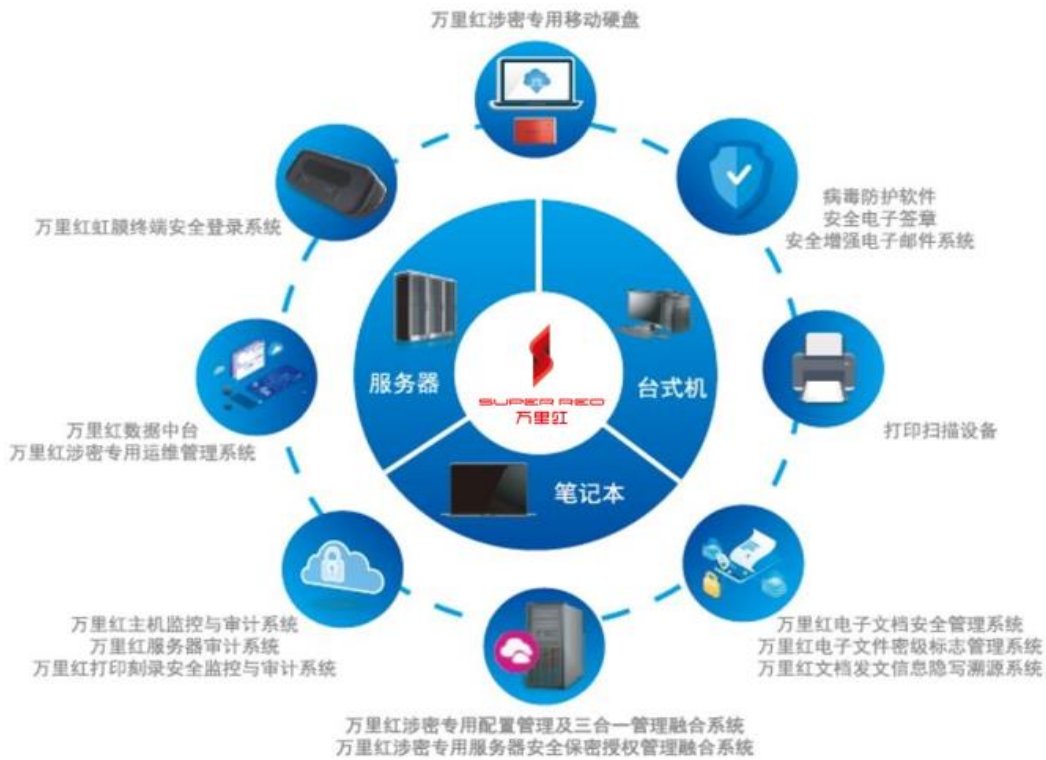 万里红涉密专用移动硬盘
病毒防护软件
安全电子签章
安全增强电子邮件系统
万里红虹膜终端安全登录系统
服务器
台式机
SUPER RED
万里红
打印扫描设备
万里红数据中台
万里红涉密专用运维管理系统
笔记本
万里红主机监控与审计系统
万里红服务器审计系统
万里红打印刻录安全监控与审计系统
万里红电子文档安全管理系统
万里红电子文件密级标志管理系统
万里红文档发文信息隐写溯源系统
万里红涉密专用配置管理及三合一管理融合系统
万里红涉密专用服务器安全保密授权管理融合系统